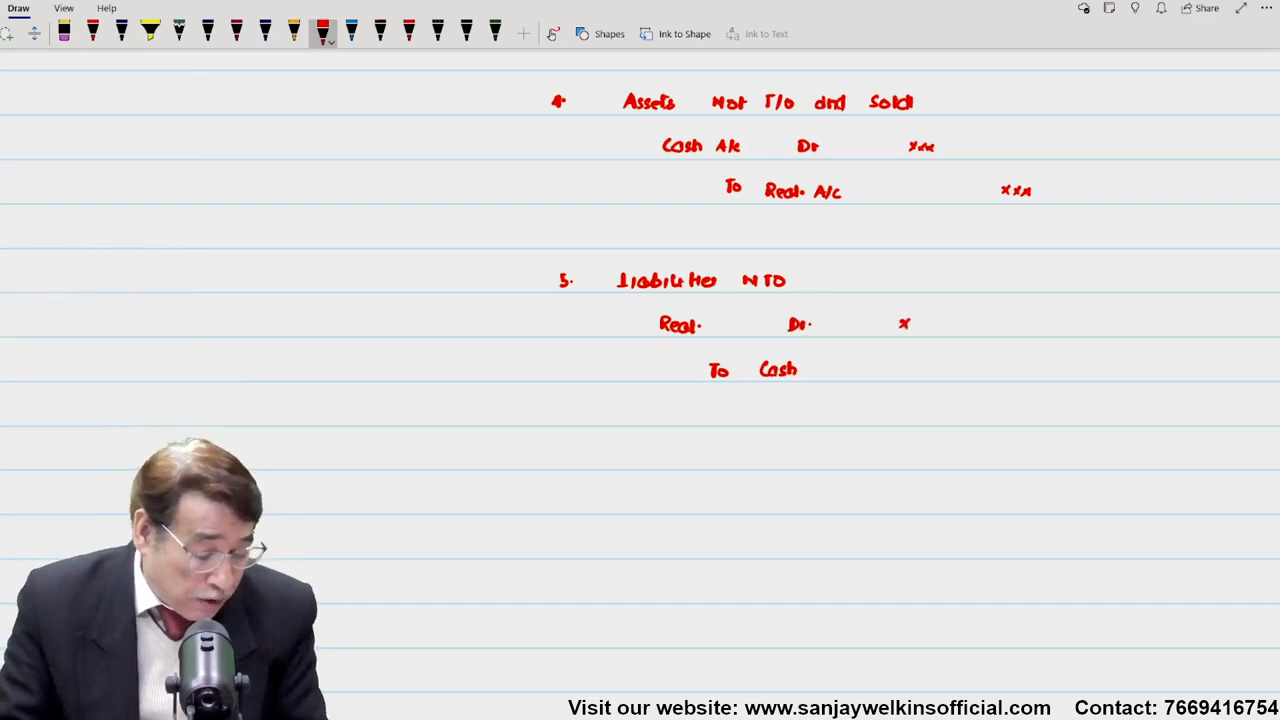 Draw View Help
Share
Shapes Ink to Shape Ink to Text
4. Assets Not T/O and Sold
Cash A/c Dr xxx
To Real. A/c xxx
5. Liabilities NTO
Real. Dr. x
To Cash
Visit our website: www.sanjaywelkinsofficial.com Contact: 7669416754